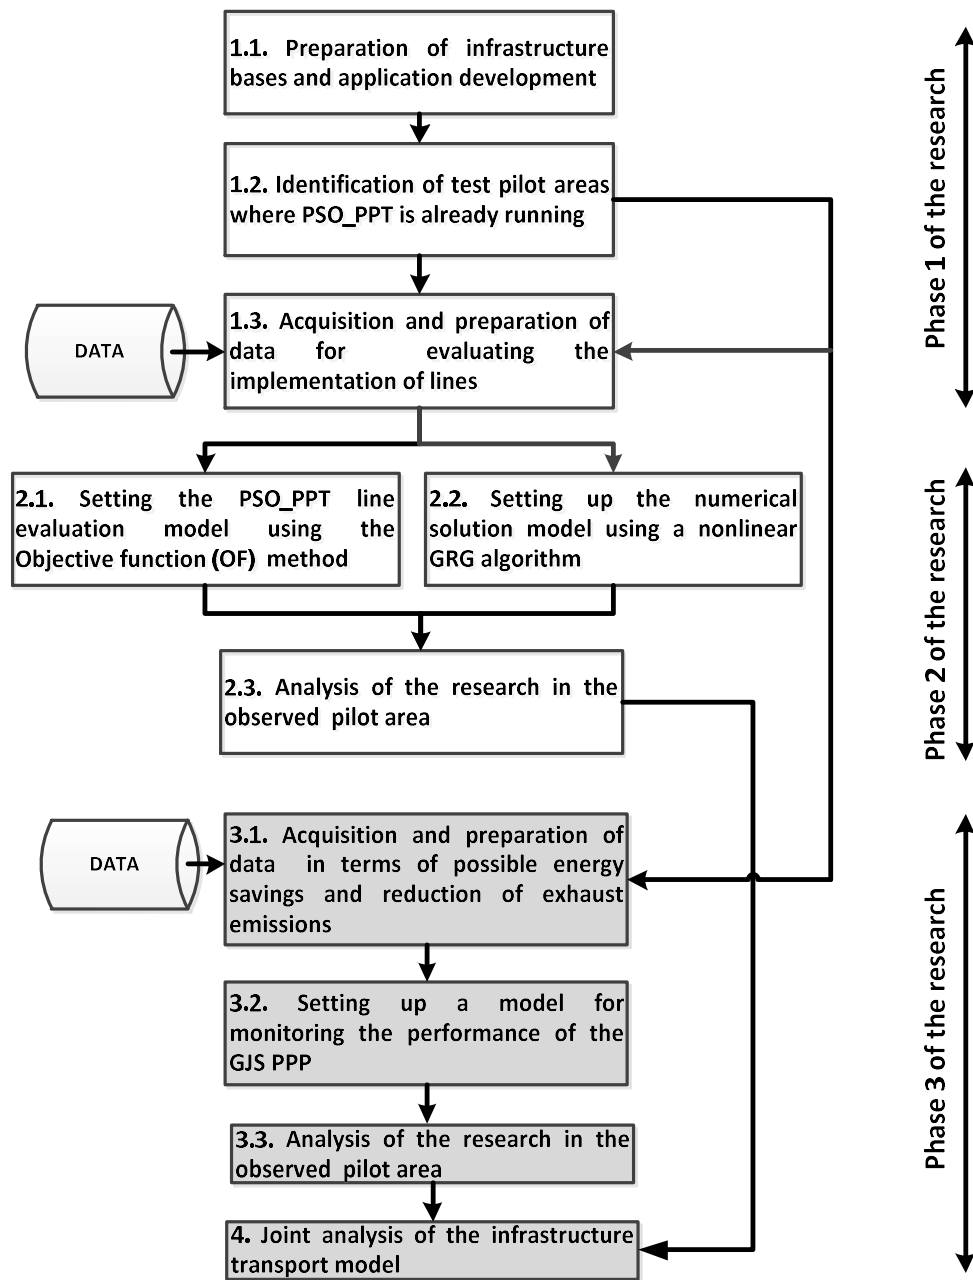 1.1. Preparation of infrastructure
bases and application development
1.2. Identification of test pilot areas
where PSO_PPT is already running
1.3. Acquisition and preparation of
data for evaluating the
implementation of lines
DATA
Phase 1 of the research
2.1. Setting the PSO_PPT line
evaluation model using the
Objective function (OF) method
2.2. Setting up the numerical
solution model using a nonlinear
GRG algorithm
2.3. Analysis of the research in the
observed pilot area
Phase 2 of the research
DATA
3.1. Acquisition and preparation of
data in terms of possible energy
savings and reduction of exhaust
emissions
3.2. Setting up a model for
monitoring the performance of the
GJS PPP
3.3. Analysis of the research in the
observed pilot area
4. Joint analysis of the infrastructure
transport model
Phase 3 of the research